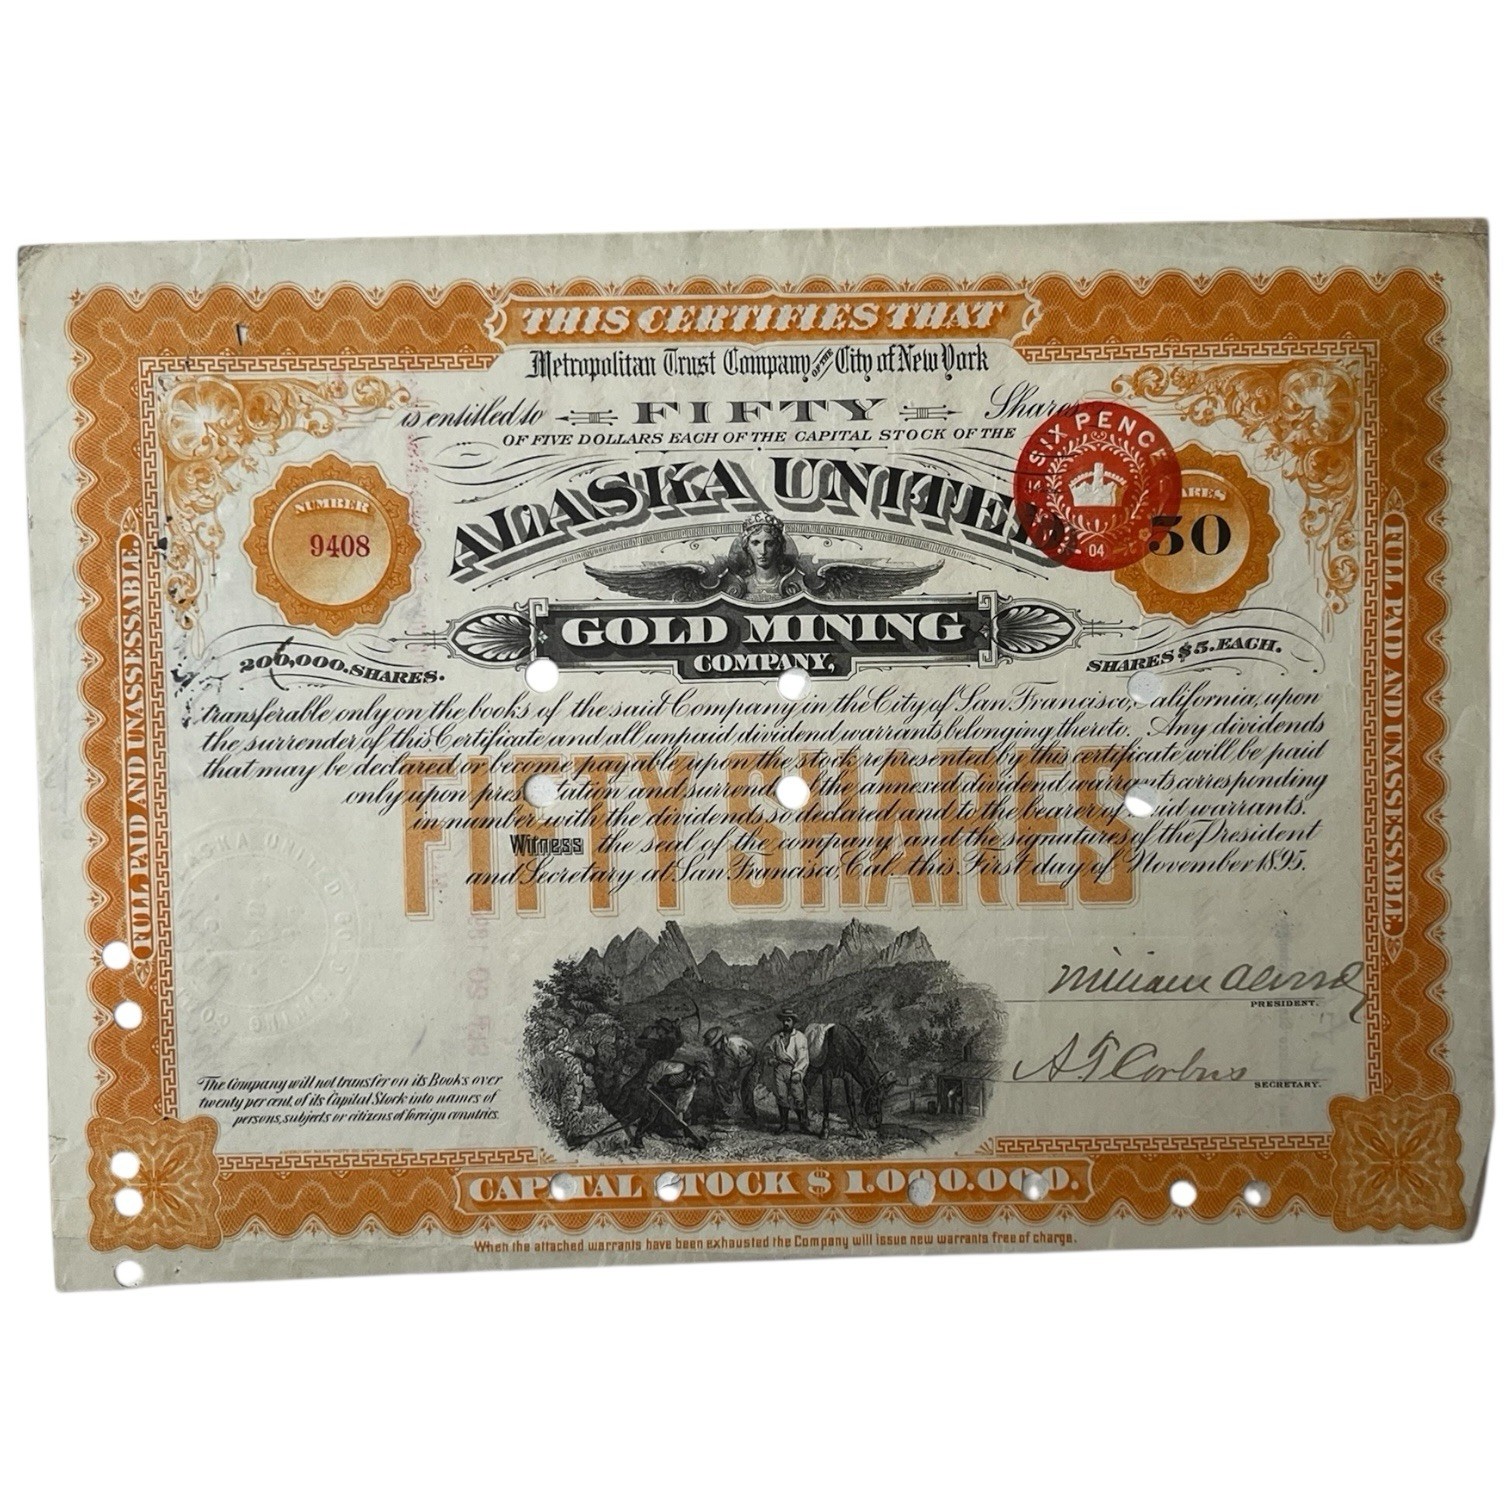 THIS CERTIFIES THAT
Metropolitan Trust Company OF THE City of New York
is entitled to FIFTY Shares
OF FIVE DOLLARS EACH OF THE CAPITAL STOCK OF THE
SIX PENCE
04
ALASKA UNITED
NUMBER
9408
50
GOLD MINING
COMPANY,
200,000. SHARES.
SHARES $5. EACH.
transferable only on the books of the said Company in the City of San Francisco, California, upon
the surrender of this Certificate and all unpaid dividend warrants belonging thereto. Any dividends
that may be declared or become payable upon the stock represented by this certificate will be paid
only upon presentation and surrender of the annexed dividend warrants corresponding
in number with the dividends so declared and to the bearer of said warrants.
FIFTY SHARES
Witness the seal of the company and the signatures of the President
and Secretary at San Francisco, Cal. this First day of November 1895.
FULL PAID AND UNASSESSABLE.
FULL PAID AND UNASSESSABLE.
William Alvord
PRESIDENT.
A. T. Corbus
SECRETARY.
The Company will not transfer on its Books over
twenty per cent. of its Capital Stock into names of
persons, subjects or citizens of foreign countries.
CAPITAL STOCK $ 1.000.000.
When the attached warrants have been exhausted the Company will issue new warrants free of charge.